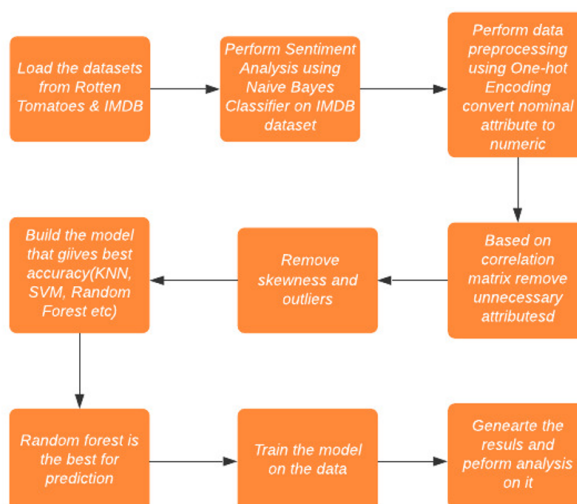 Load the datasets
from Rotten
Tomatoes & IMDB
Perform Sentiment
Analysis using
Naive Bayes
Classifier on IMDB
dataset
Perform data
preprocessing
using One-hot
Encoding
convert nominal
attribute to
numeric
Based on
correlation
matrix remove
unnecessary
attributesd
Remove
skewness and
outliers
Build the model
that giives best
accuracy(KNN,
SVM, Random
Forest etc)
Random forest is
the best for
prediction
Train the model
on the data
Genearte the
resuls and
peform analysis
on it